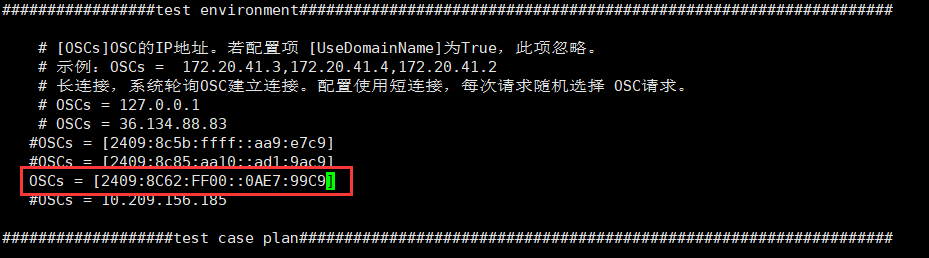 #################test environment################################################################
# [OSCs]OSC的IP地址。若配置项 [UseDomainName]为True，此项忽略。
# 示例：OSCs =  172.20.41.3,172.20.41.4,172.20.41.2
# 长连接，系统轮询OSC建立连接。配置使用短连接，每次请求随机选择 OSC请求。
# OSCs = 127.0.0.1
# OSCs = 36.134.88.83
#OSCs = [2409:8c5b:ffff::aa9:e7c9]
#OSCs = [2409:8c85:aa10::ad1:9ac9]
OSCs = [2409:8C62:FF00::0AE7:99C9]
#OSCs = 10.209.156.185
###################test case plan################################################################